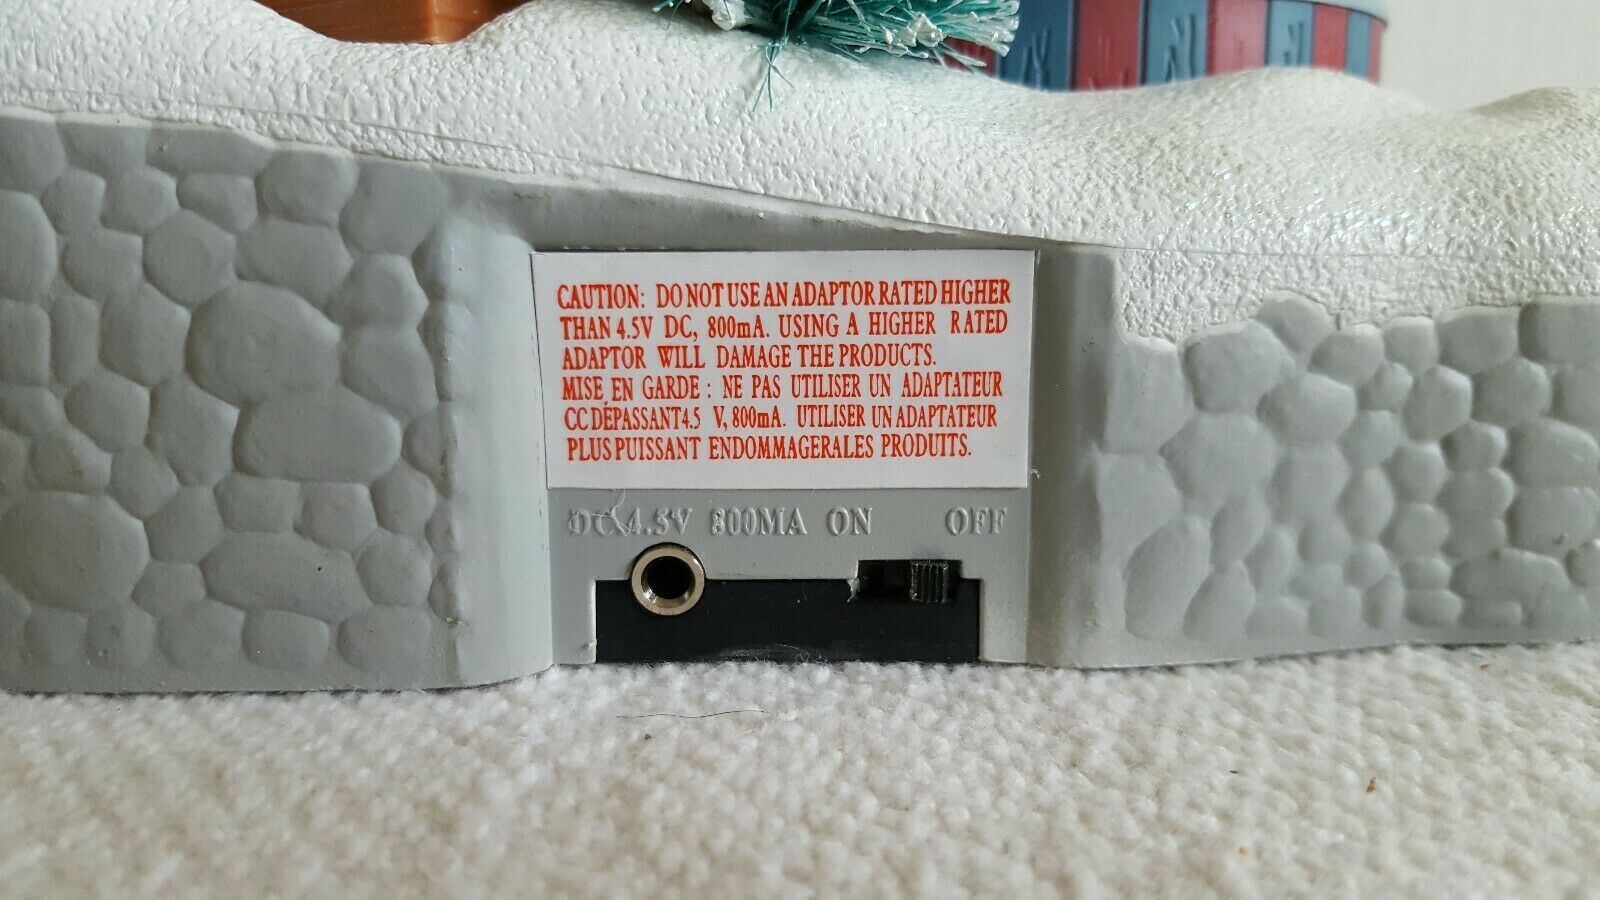 CAUTION: DO NOT USE AN ADAPTOR RATED HIGHER
THAN 4.5V DC, 800mA. USING A HIGHER RATED
ADAPTOR WILL DAMAGE THE PRODUCTS.
MISE EN GARDE : NE PAS UTILISER UN ADAPTATEUR
CC DÉPASSANT4.5 V, 800mA. UTILISER UN ADAPTATEUR
PLUS PUISSANT ENDOMMAGERALES PRODUITS.
DC 4.5V 800MA ON OFF